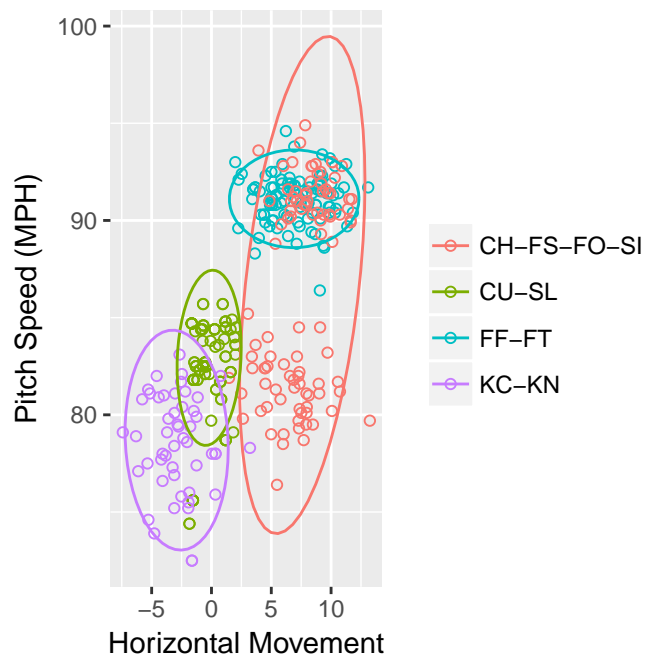 100
90
80
Pitch Speed (MPH)
−5
0
5
10
Horizontal Movement
CH−FS−FO−SI
CU−SL
FF−FT
KC−KN